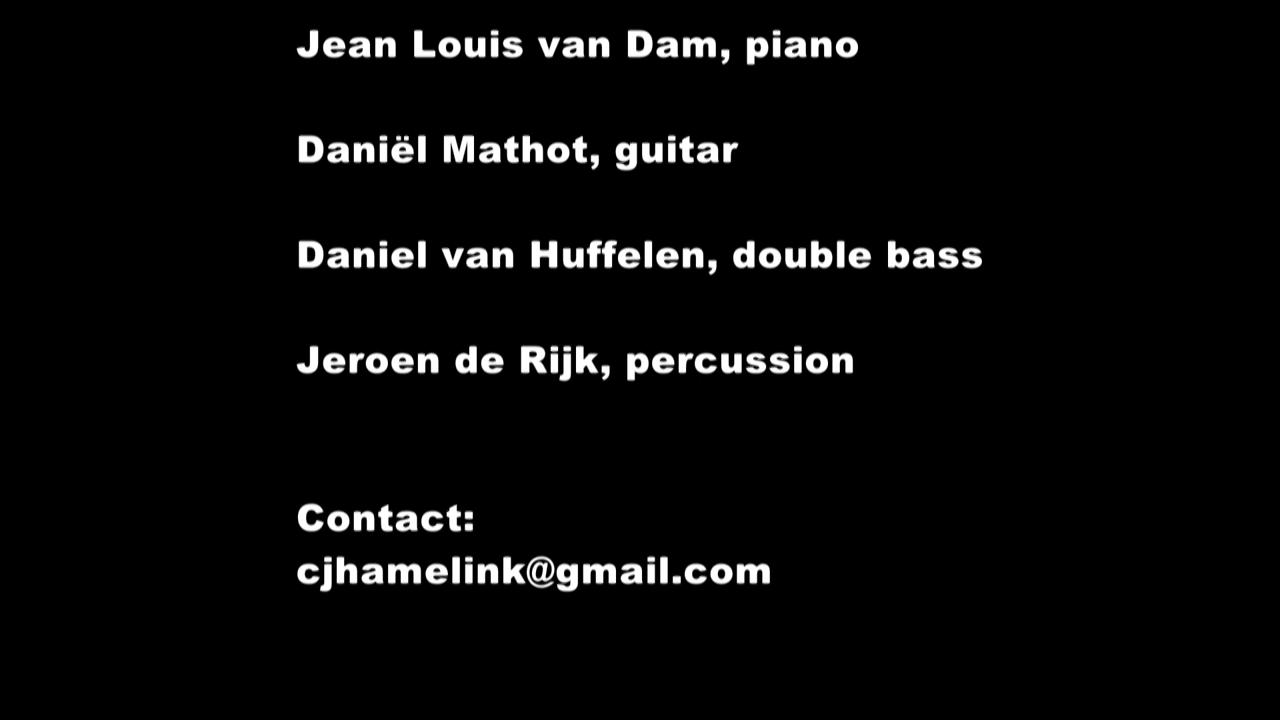 Jean Louis van Dam, piano
Daniël Mathot, guitar
Daniel van Huffelen, double bass
Jeroen de Rijk, percussion
Contact:
cjhamelink@gmail.com